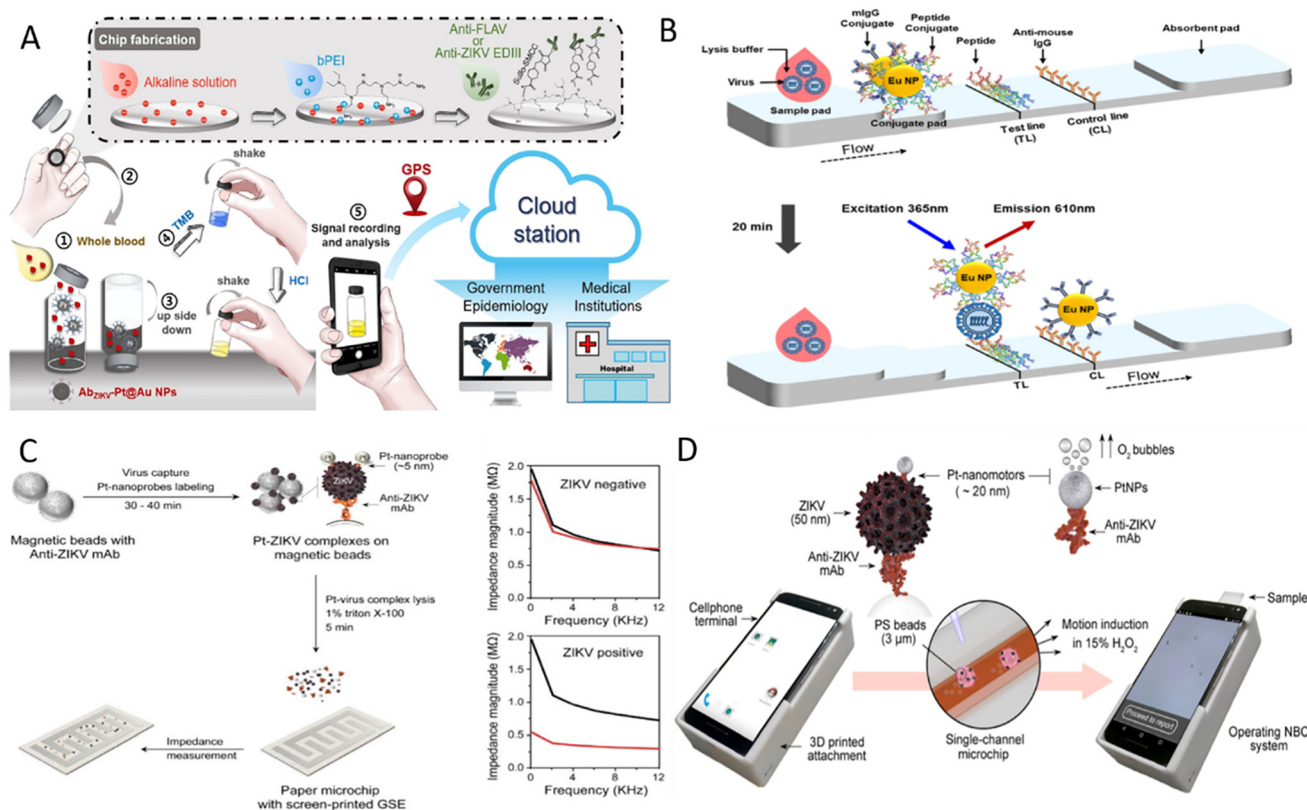 A
Chip fabrication
Alkaline solution
bPEI
Anti-FLAV
or
Anti-ZIKV EDIII
Sulfo-SMCC
②
shake
TMB
④
① Whole blood
③
up side
down
shake
HCl
AbZIKV-Pt@Au NPs
GPS
⑤
Signal recording
and analysis
Cloud
station
Government
Epidemiology
Medical
Institutions
Hospital
B
mIgG
Conjugate
Peptide
Conjugate
Peptide
Anti-mouse
IgG
Absorbent pad
Lysis buffer
Virus
Eu NP
Sample pad
Conjugate pad
Test line
(TL)
Control line
(CL)
Flow
20 min
Excitation 365nm
Emission 610nm
Eu NP
Eu NP
TL
CL
Flow
C
Virus capture
Pt-nanoprobes labeling
30 - 40 min
Magnetic beads with
Anti-ZIKV mAb
Pt-nanoprobe
(~5 nm)
ZIKV
Anti-ZIKV
mAb
Pt-ZIKV complexes on
magnetic beads
Pt-virus complex lysis
1% triton X-100
5 min
Impedance
measurement
Paper microchip
with screen-printed GSE
Impedance magnitude (MΩ)
2.0
1.5
1.0
0.5
0.0
ZIKV negative
0 4 8 12
Frequency (KHz)
Impedance magnitude (MΩ)
2.0
1.5
1.0
0.5
0.0
ZIKV positive
0 4 8 12
Frequency (KHz)
D
O2 bubbles
Pt-nanomotors
(~ 20 nm)
PtNPs
ZIKV
(50 nm)
Anti-ZIKV
mAb
Anti-ZIKV
mAb
Cellphone
terminal
PS beads
(3 µm)
Motion induction
in 15% H2O2
Sample
Proceed to report
3D printed
attachment
Single-channel
microchip
Operating NBC
system